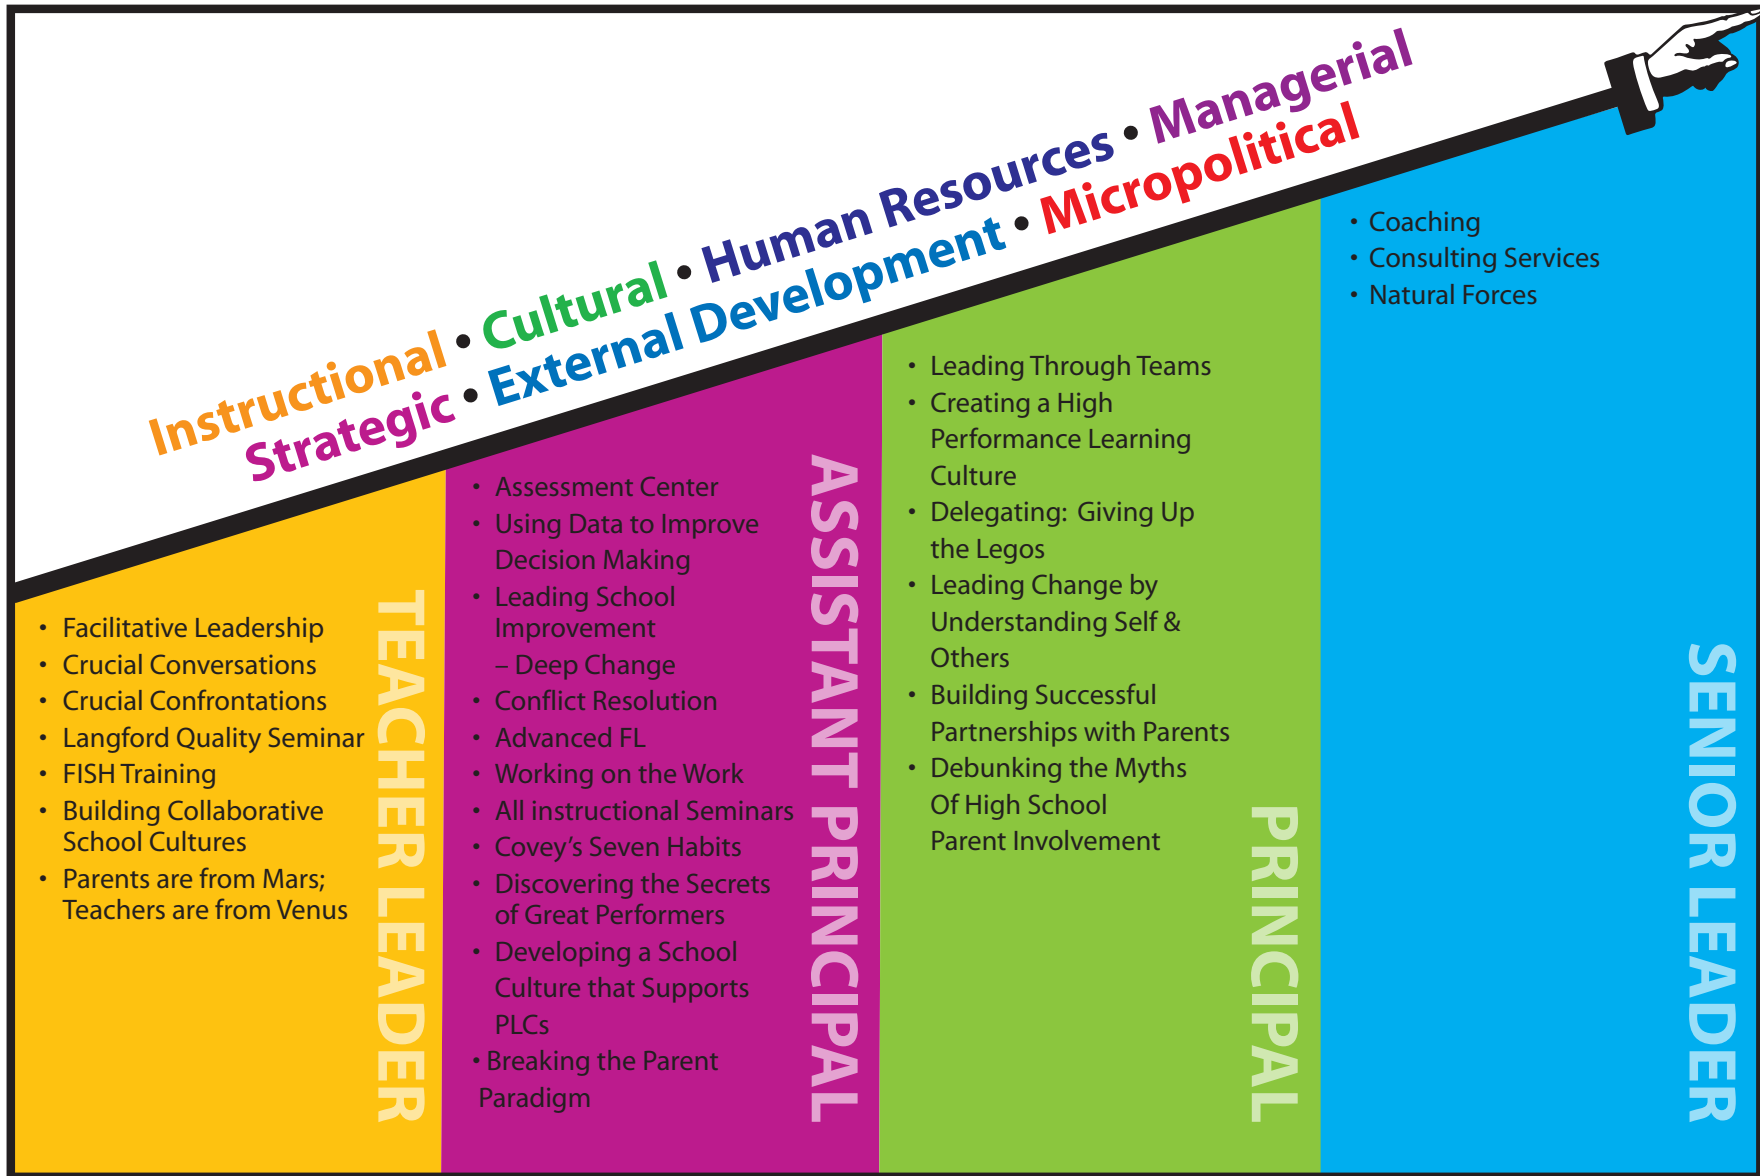 Instructional • Cultural • Human Resources • Managerial
Strategic • External Development • Micropolitical
• Facilitative Leadership
• Crucial Conversations
• Crucial Confrontations
• Langford Quality Seminar
• FISH Training
• Building Collaborative
School Cultures
• Parents are from Mars;
Teachers are from Venus
TEACHER LEADER
• Assessment Center
• Using Data to Improve
Decision Making
• Leading School
Improvement
– Deep Change
• Conflict Resolution
• Advanced FL
• Working on the Work
• All instructional Seminars
• Covey’s Seven Habits
• Discovering the Secrets
of Great Performers
• Developing a School
Culture that Supports
PLCs
• Breaking the Parent
Paradigm
ASSISTANT PRINCIPAL
• Leading Through Teams
• Creating a High
Performance Learning
Culture
• Delegating: Giving Up
the Legos
• Leading Change by
Understanding Self &
Others
• Building Successful
Partnerships with Parents
• Debunking the Myths
Of High School
Parent Involvement
PRINCIPAL
• Coaching
• Consulting Services
• Natural Forces
SENIOR LEADER